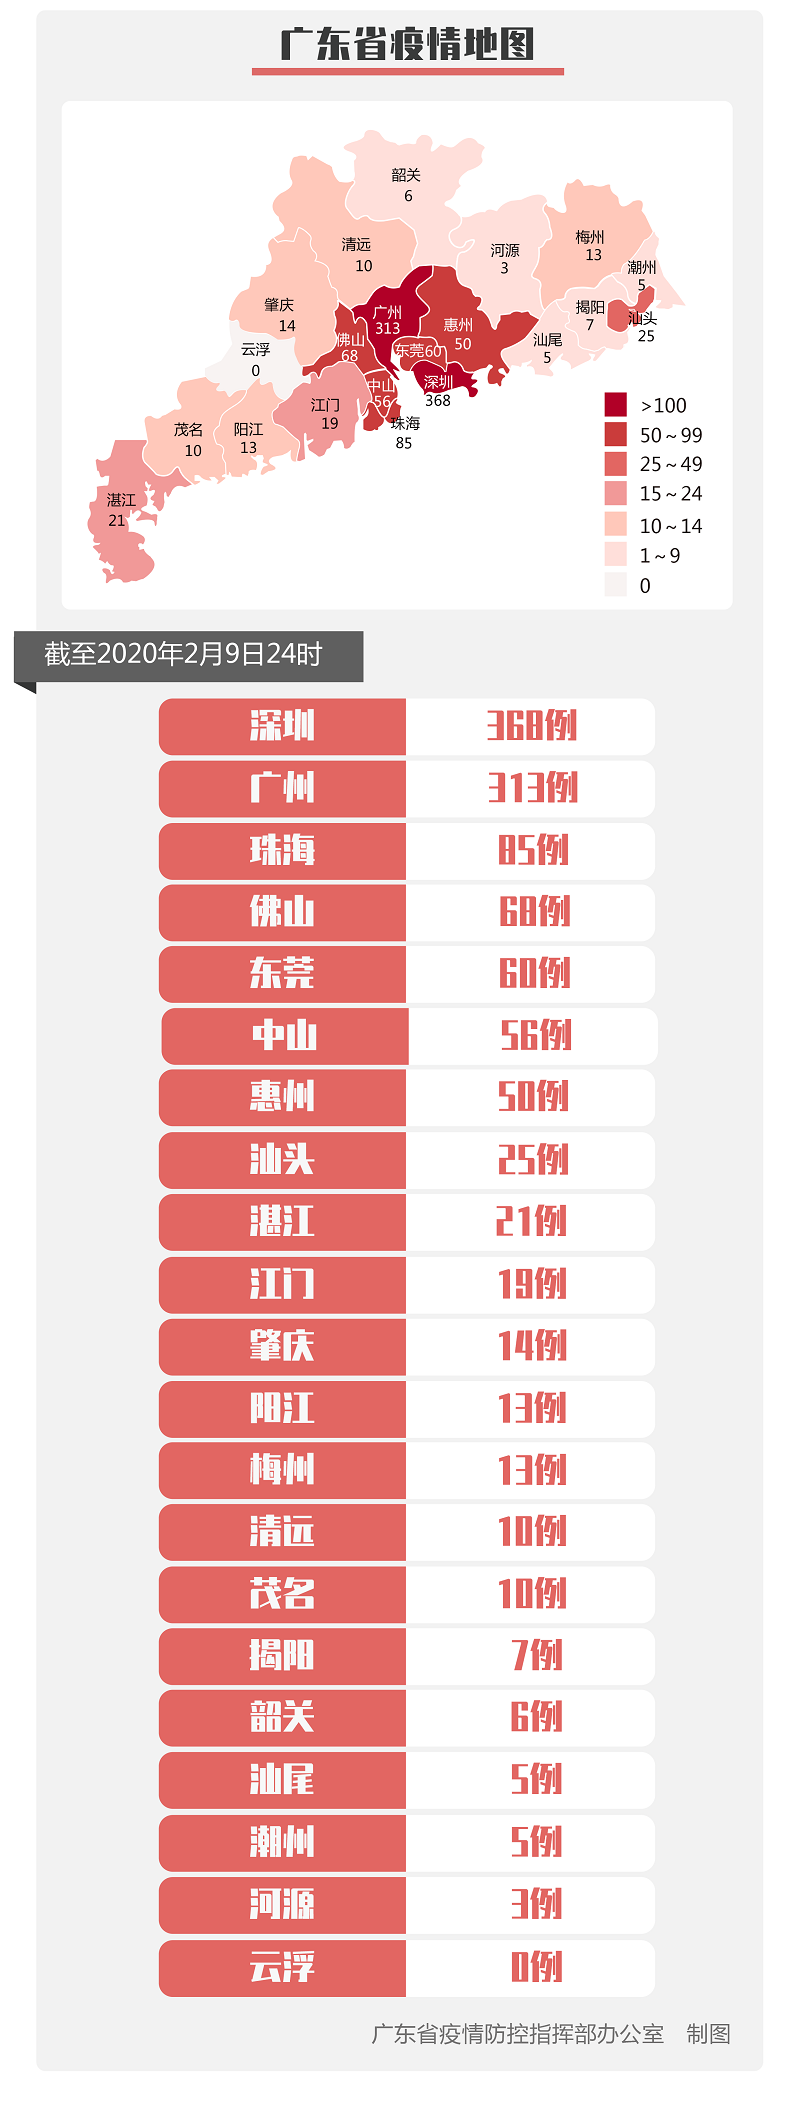 广东省疫情地图
韶关
6
清远
10
河源
3
梅州
13
潮州
5
肇庆
14
广州
313
惠州
50
揭阳
7
汕头
25
云浮
0
佛山
68
东莞60
汕尾
5
中山
56
深圳
368
江门
19
珠海
85
茂名
10
阳江
13
湛江
21
>100
50～99
25～49
15～24
10～14
1～9
0
截至2020年2月9日24时
深圳 368例
广州 313例
珠海 85例
佛山 68例
东莞 60例
中山 56例
惠州 50例
汕头 25例
湛江 21例
江门 19例
肇庆 14例
阳江 13例
梅州 13例
清远 10例
茂名 10例
揭阳 7例
韶关 6例
汕尾 5例
潮州 5例
河源 3例
云浮 0例
广东省疫情防控指挥部办公室 制图